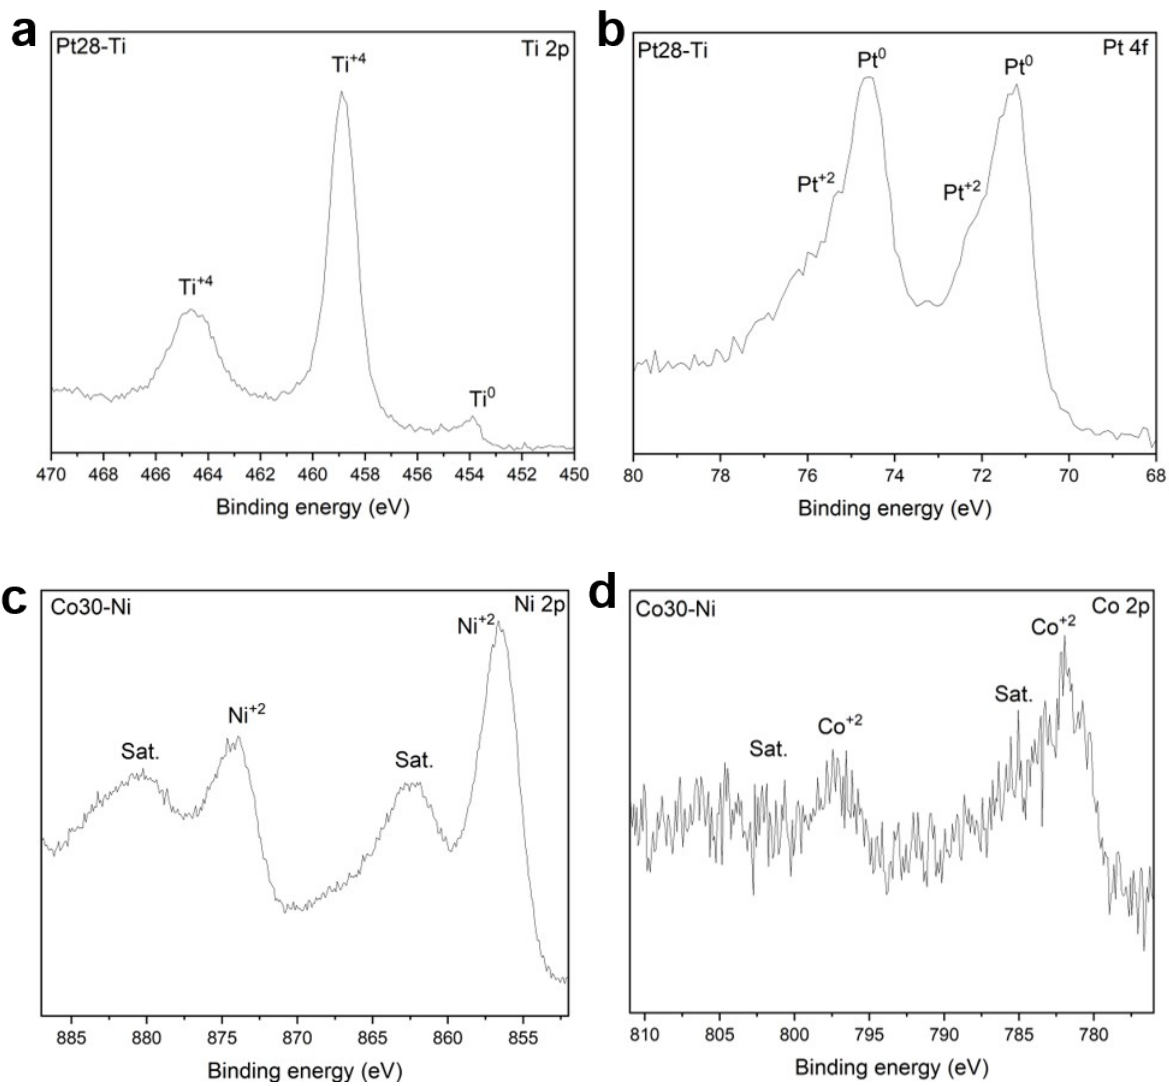 a
Pt28-Ti
Ti 2p
Ti+4
Ti+4
Ti0
470 468 466 464 462 460 458 456 454 452 450
Binding energy (eV)
b
Pt28-Ti
Pt 4f
Pt0
Pt0
Pt+2
Pt+2
80 78 76 74 72 70 68
Binding energy (eV)
c
Co30-Ni
Ni 2p
Ni+2
Ni+2
Sat.
Sat.
885 880 875 870 865 860 855
Binding energy (eV)
d
Co30-Ni
Co 2p
Co+2
Sat.
Co+2
Sat.
810 805 800 795 790 785 780
Binding energy (eV)